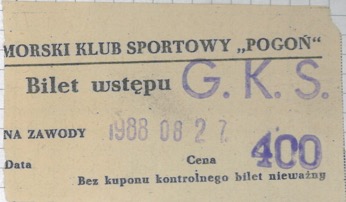 MORSKI KLUB SPORTOWY „POGOŃ“
Bilet wstępu G. K. S.
NA ZAWODY 1988 08 27.
Data Cena 400
Bez kuponu kontrolnego bilet nieważny